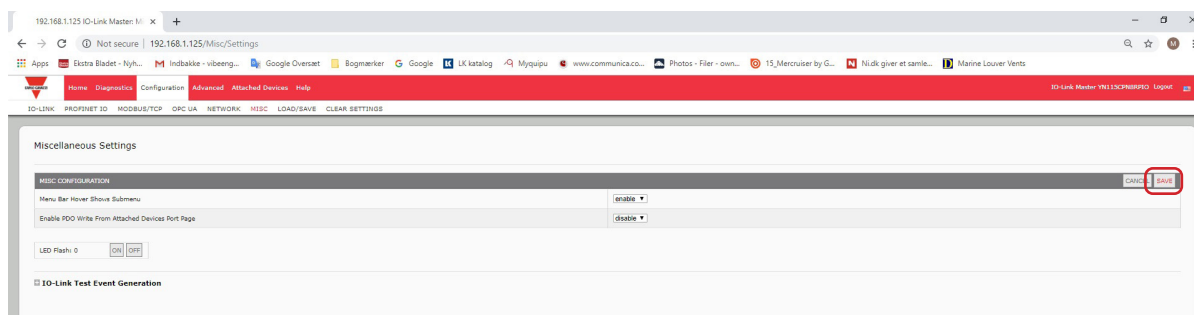 192.168.1.125 IO-Link Master: M
192.168.1.125/Misc/Settings
Not secure
Apps Ekstra Bladet - Nyh... Indbakke - vibeeng... Google Oversæt Bogmærker Google LK katalog Myquipu www.communica.co... Photos - Filer - own... 15_Mercruiser by G... Ni.dk giver et samle... Marine Louver Vents
Home Diagnostics Configuration Advanced Attached Devices Help IO-Link Master YN115CPN8RPIO Logout
IO-LINK PROFINET IO MODBUS/TCP OPC UA NETWORK MISC LOAD/SAVE CLEAR SETTINGS
Miscellaneous Settings
MISC CONFIGURATION CANCEL SAVE
Menu Bar Hover Shows Submenu enable
Enable PDO Write From Attached Devices Port Page disable
LED Flash: 0 ON OFF
IO-Link Test Event Generation